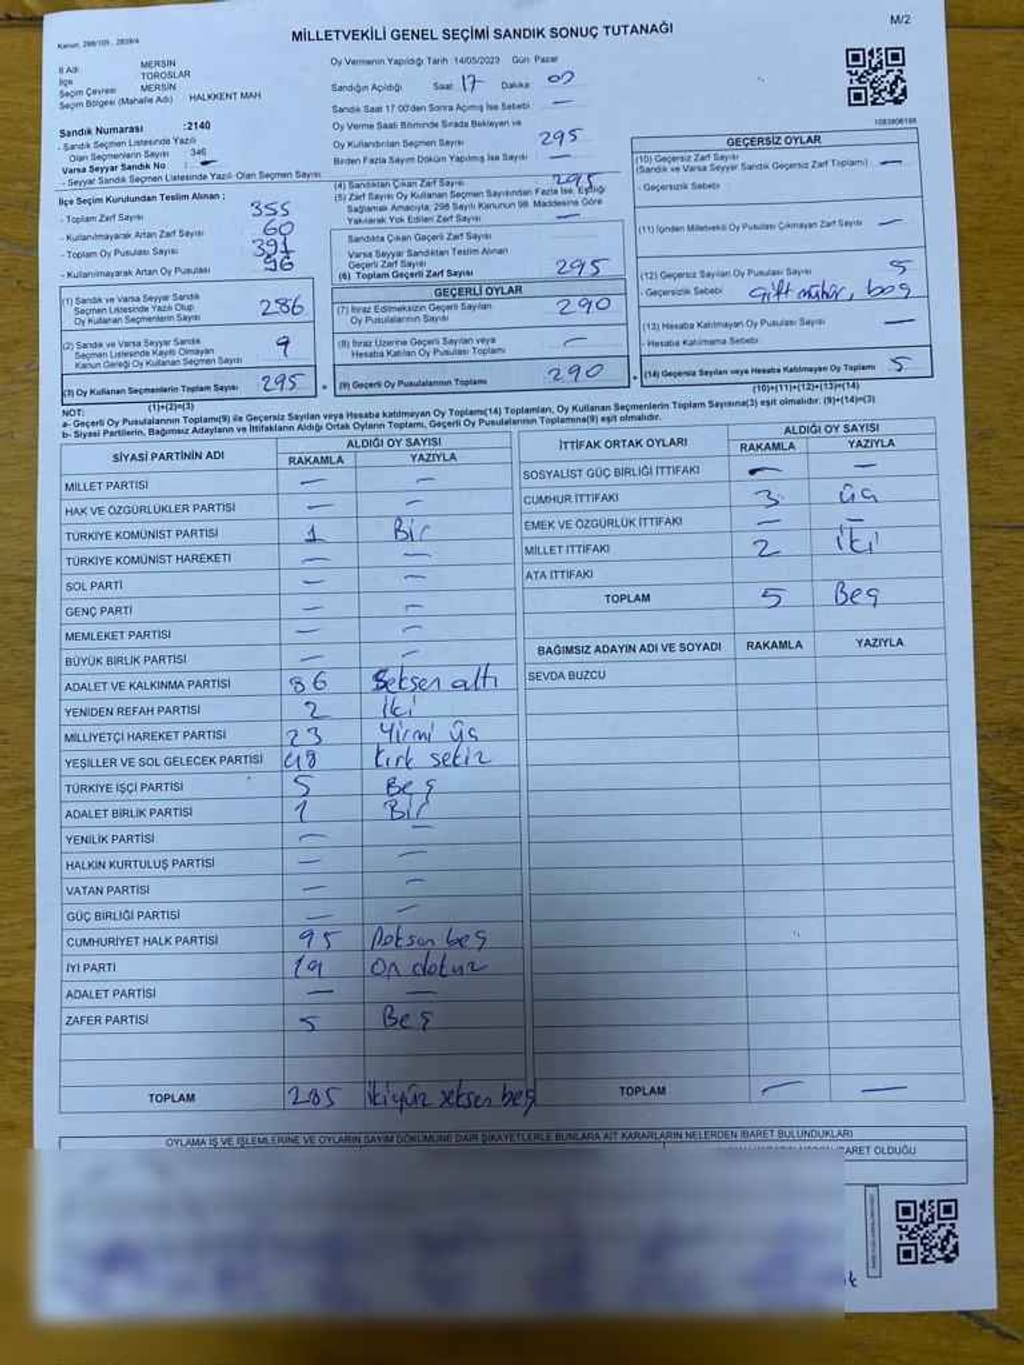 Kanun: 298/105 , 2839/4
MİLLETVEKİLİ GENEL SEÇİMİ SANDIK SONUÇ TUTANAĞI
M/2
İl Adı MERSİN
İlçe TOROSLAR
Seçim Çevresi MERSİN
Seçim Bölgesi (Mahalle Adı) HALKKENT MAH
Sandık Numarası :2140
- Sandık Seçmen Listesinde Yazılı
Olan Seçmenlerin Sayısı 346
Varsa Seyyar Sandık No : —
- Seyyar Sandık Seçmen Listesinde Yazılı Olan Seçmen Sayısı
Oy Vermenin Yapıldığı Tarih 14/05/2023 Gün Pazar
Sandığın Açıldığı Saat 17 Dakika 00
Sandık Saat 17.00'den Sonra Açılmış İse Sebebi —
Oy Verme Saati Bitiminde Sırada Bekleyen ve
Oy Kullandırılan Seçmen Sayısı 295
Birden Fazla Sayım Döküm Yapılmış İse Sayısı —
1083806188
İlçe Seçim Kurulundan Teslim Alınan ;
- Toplam Zarf Sayısı 355
- Kullanılmayarak Artan Zarf Sayısı 60
- Toplam Oy Pusulası Sayısı 391
- Kullanılmayarak Artan Oy Pusulası 96
(4) Sandıktan Çıkan Zarf Sayısı 295
(5) Zarf Sayısı Oy Kullanan Seçmen Sayısından Fazla İse, Eşitliği
Sağlamak Amacıyla, 298 Sayılı Kanunun 98. Maddesine Göre
Yakılarak Yok Edilen Zarf Sayısı —
Sandıkta Çıkan Geçerli Zarf Sayısı
Varsa Seyyar Sandıktan Teslim Alınan
Geçerli Zarf Sayısı
(6) Toplam Geçerli Zarf Sayısı 295
GEÇERSİZ OYLAR
(10) Geçersiz Zarf Sayısı
(Sandık ve Varsa Seyyar Sandık Geçersiz Zarf Toplamı) —
- Geçersizlik Sebebi
(11) İçinden Milletvekili Oy Pusulası Çıkmayan Zarf Sayısı —
(12) Geçersiz Sayılan Oy Pusulası Sayısı 5
- Geçersizlik Sebebi Çift mühür, boş
(13) Hesaba Katılmayan Oy Pusulası Sayısı —
- Hesaba Katılmama Sebebi
(14) Geçersiz Sayılan veya Hesaba Katılmayan Oy Toplamı 5
(10)+(11)+(12)+(13)=(14)
(1) Sandık ve Varsa Seyyar Sandık
Seçmen Listesinde Yazılı Olup
Oy Kullanan Seçmenlerin Sayısı 286
(2) Sandık ve Varsa Seyyar Sandık
Seçmen Listesinde Kayıtlı Olmayan
Kanun Gereği Oy Kullanan Seçmen Sayısı 9
(3) Oy Kullanan Seçmenlerin Toplam Sayısı 295
(1)+(2)=(3)
GEÇERLİ OYLAR
(7) İtiraz Edilmeksizin Geçerli Sayılan
Oy Pusulalarının Sayısı 290
(8) İtiraz Üzerine Geçerli Sayılan veya
Hesaba Katılan Oy Pusulası Toplamı —
(9) Geçerli Oy Pusulalarının Toplamı 290
NOT:
a- Geçerli Oy Pusulalarının Toplamı(9) ile Geçersiz Sayılan veya Hesaba katılmayan Oy Toplamı(14) Toplamları, Oy Kullanan Seçmenlerin Toplam Sayısına(3) eşit olmalıdır. (9)+(14)=(3)
b- Siyasi Partilerin, Bağımsız Adayların ve İttifakların Aldığı Ortak Oyların Toplamı, Geçerli Oy Pusulalarının Toplamına(9) eşit olmalıdır.
SİYASİ PARTİNİN ADI ALDIĞI OY SAYISI
RAKAMLA YAZIYLA
MİLLET PARTİSİ — —
HAK VE ÖZGÜRLÜKLER PARTİSİ — —
TÜRKİYE KOMÜNİST PARTİSİ 1 Bir
TÜRKİYE KOMÜNİST HAREKETİ — —
SOL PARTİ — —
GENÇ PARTİ — —
MEMLEKET PARTİSİ — —
BÜYÜK BİRLİK PARTİSİ — —
ADALET VE KALKINMA PARTİSİ 86 Seksen altı
YENİDEN REFAH PARTİSİ 2 İki
MİLLİYETÇİ HAREKET PARTİSİ 23 Yirmi üç
YEŞİLLER VE SOL GELECEK PARTİSİ 48 Kırk sekiz
TÜRKİYE İŞÇİ PARTİSİ 5 Beş
ADALET BİRLİK PARTİSİ 1 Bir
YENİLİK PARTİSİ — —
HALKIN KURTULUŞ PARTİSİ — —
VATAN PARTİSİ — —
GÜÇ BİRLİĞİ PARTİSİ — —
CUMHURİYET HALK PARTİSİ 95 Doksan beş
İYİ PARTİ 19 On dokuz
ADALET PARTİSİ — —
ZAFER PARTİSİ 5 Beş
TOPLAM 285 İkiyüz seksen beş
İTTİFAK ORTAK OYLARI ALDIĞI OY SAYISI
RAKAMLA YAZIYLA
SOSYALİST GÜÇ BİRLİĞİ İTTİFAKI — —
CUMHUR İTTİFAKI 3 üç
EMEK VE ÖZGÜRLÜK İTTİFAKI — —
MİLLET İTTİFAKI 2 İki
ATA İTTİFAKI
TOPLAM 5 Beş
BAĞIMSIZ ADAYIN ADI VE SOYADI RAKAMLA YAZIYLA
SEVDA BUZCU
TOPLAM — —
OYLAMA İŞ VE İŞLEMLERİNE VE OYLARIN SAYIM DÖKÜMÜNE DAİR ŞİKAYETLERLE BUNLARA AİT KARARLARIN NELERDEN İBARET BULUNDUKLARI
BARET OLDUĞU